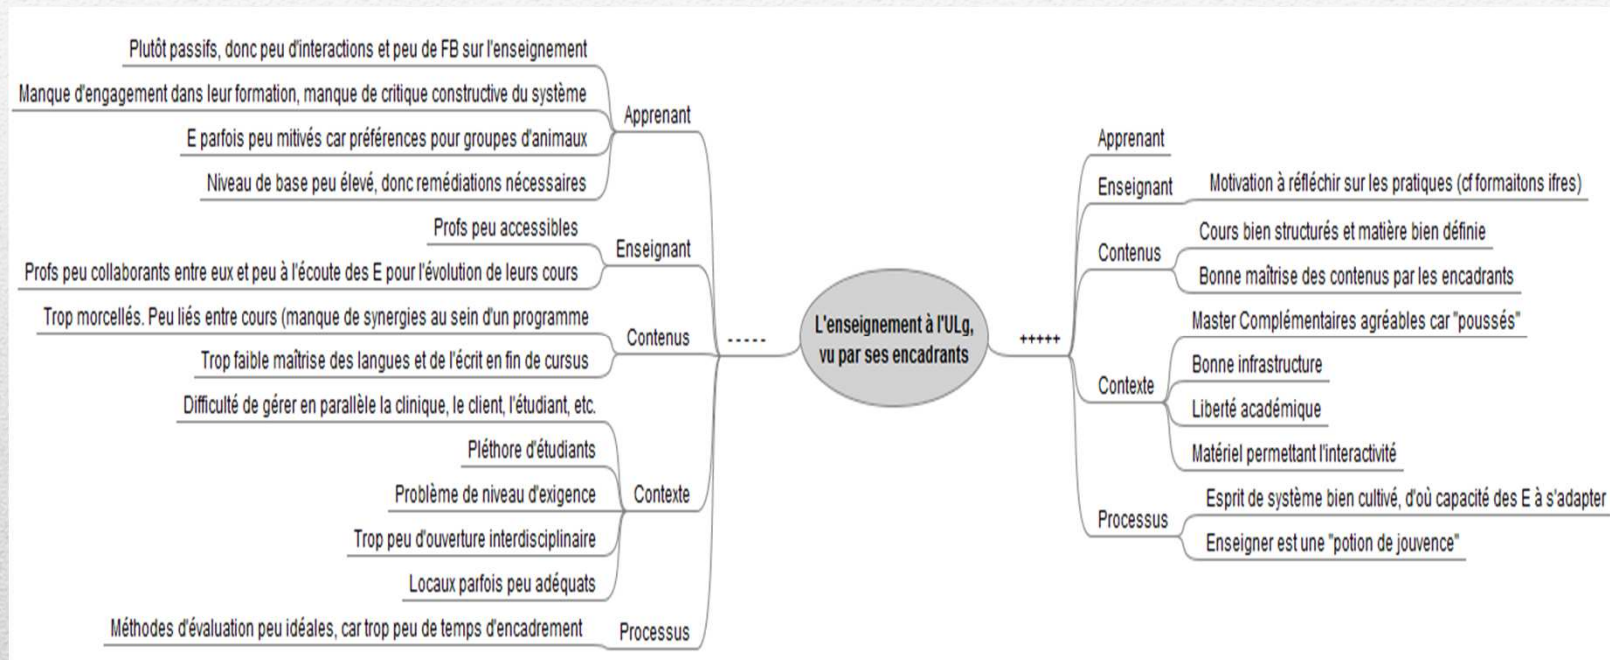 Plutôt passifs, donc peu d'interactions et peu de FB sur l'enseignement
Manque d'engagement dans leur formation, manque de critique constructive du système
E parfois peu mitivés car préférences pour groupes d'animaux
Niveau de base peu élevé, donc remédiations nécessaires
Apprenant
Profs peu accessibles
Profs peu collaborants entre eux et peu à l'écoute des E pour l'évolution de leurs cours
Enseignant
Trop morcellés. Peu liés entre cours (manque de synergies au sein d'un programme
Trop faible maîtrise des langues et de l'écrit en fin de cursus
Contenus
Difficulté de gérer en parallèle la clinique, le client, l'étudiant, etc.
Pléthore d'étudiants
Problème de niveau d'exigence
Trop peu d'ouverture interdisciplinaire
Locaux parfois peu adéquats
Contexte
Méthodes d'évaluation peu idéales, car trop peu de temps d'encadrement
Processus
- - - - -
L'enseignement à l'ULg,
vu par ses encadrants
+++++
Apprenant
Enseignant
Motivation à réfléchir sur les pratiques (cf formaitons ifres)
Contenus
Cours bien structurés et matière bien définie
Bonne maîtrise des contenus par les encadrants
Contexte
Master Complémentaires agréables car "poussés"
Bonne infrastructure
Liberté académique
Matériel permettant l'interactivité
Processus
Esprit de système bien cultivé, d'où capacité des E à s'adapter
Enseigner est une "potion de jouvence"